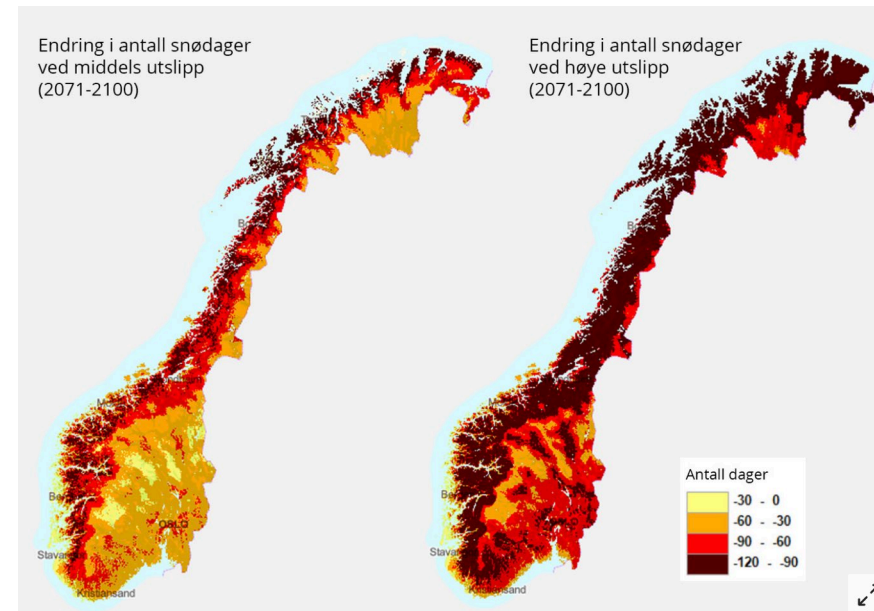 Endring i antall snødager
ved middels utslipp
(2071-2100)
Endring i antall snødager
ved høye utslipp
(2071-2100)
OSLO
Stavan
Kristiansand
Antall dager
-30 - 0
-60 - -30
-90 - -60
-120 - -90